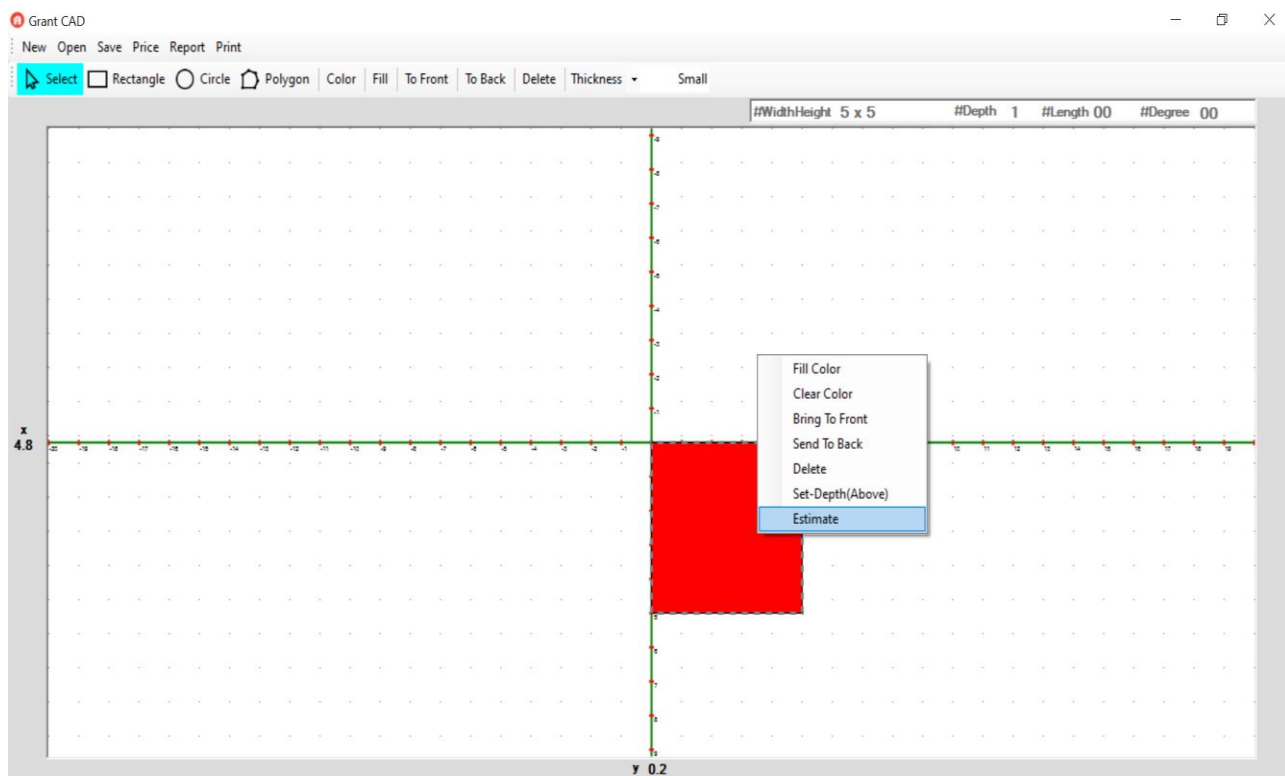 Grant CAD
New Open Save Price Report Print
Select Rectangle Circle Polygon Color Fill To Front To Back Delete Thickness Small
#WidthHeight 5 x 5 #Depth 1 #Length 00 #Degree 00
Fill Color
Clear Color
Bring To Front
Send To Back
Delete
Set-Depth(Above)
Estimate
x
4.8
y 0.2